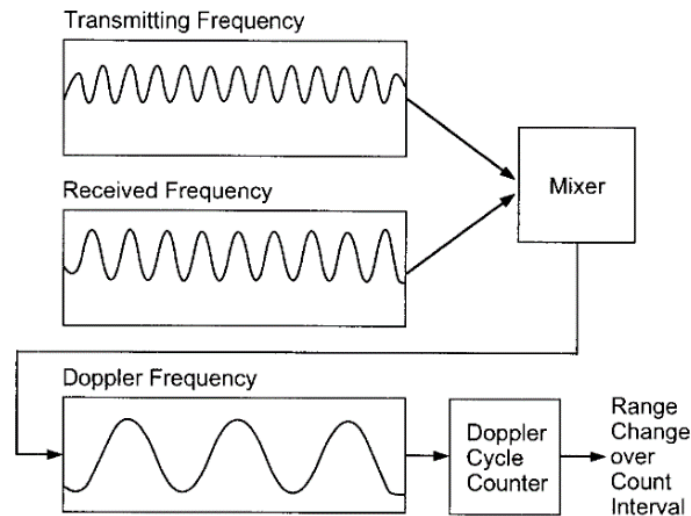 Transmitting Frequency
Mixer
Received Frequency
Doppler Frequency
Doppler
Cycle
Counter
Range
Change
over
Count
Interval